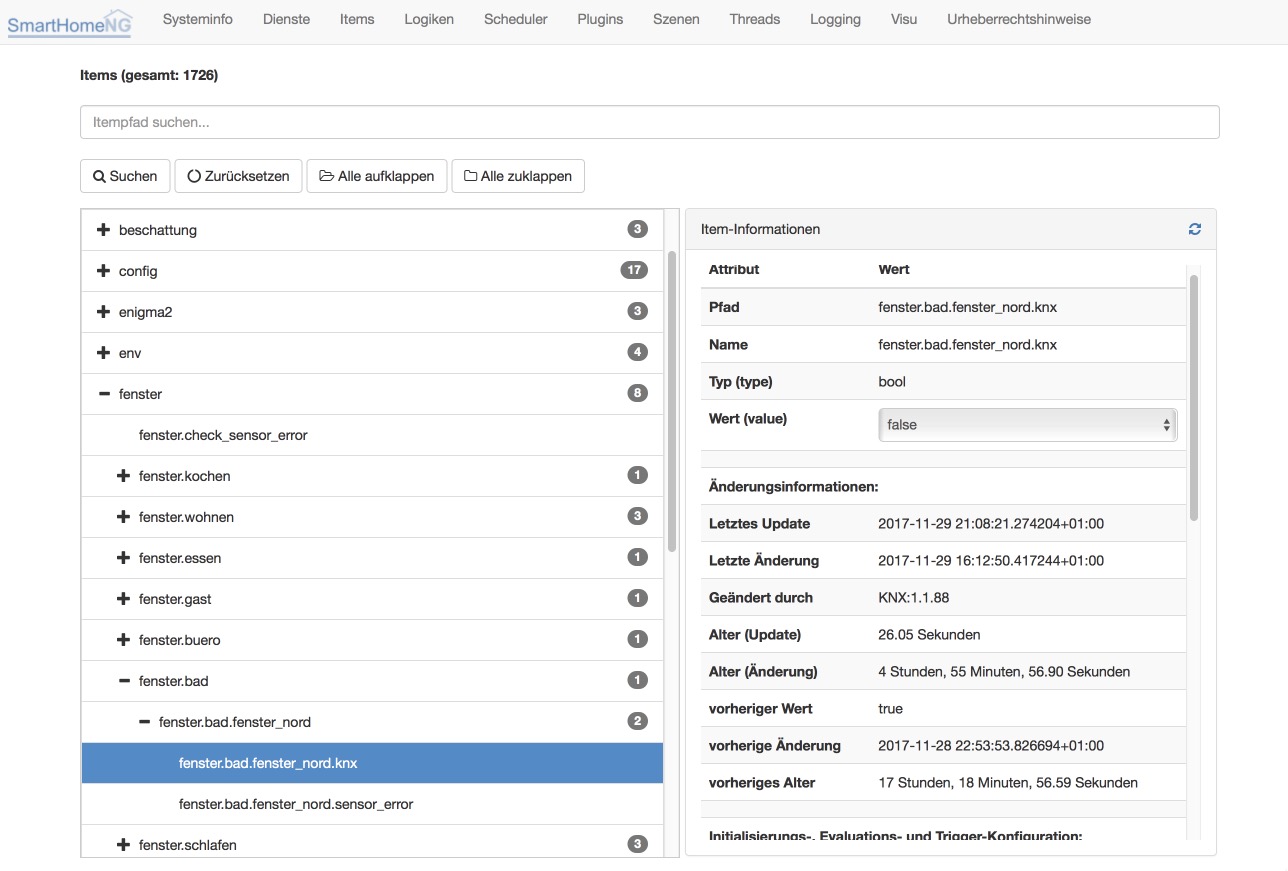 SmartHomeNG Systeminfo Dienste Items Logiken Scheduler Plugins Szenen Threads Logging Visu Urheberrechtshinweise
Items (gesamt: 1726)
Itempfad suchen...
Suchen Zurücksetzen Alle aufklappen Alle zuklappen
beschattung 3
config 17
enigma2 3
env 4
fenster 8
fenster.check_sensor_error
fenster.kochen 1
fenster.wohnen 3
fenster.essen 1
fenster.gast 1
fenster.buero 1
fenster.bad 1
fenster.bad.fenster_nord 2
fenster.bad.fenster_nord.knx
fenster.bad.fenster_nord.sensor_error
fenster.schlafen 3
Item-Informationen
Attribut Wert
Pfad fenster.bad.fenster_nord.knx
Name fenster.bad.fenster_nord.knx
Typ (type) bool
Wert (value) false
Änderungsinformationen:
Letztes Update 2017-11-29 21:08:21.274204+01:00
Letzte Änderung 2017-11-29 16:12:50.417244+01:00
Geändert durch KNX:1.1.88
Alter (Update) 26.05 Sekunden
Alter (Änderung) 4 Stunden, 55 Minuten, 56.90 Sekunden
vorheriger Wert true
vorherige Änderung 2017-11-28 22:53:53.826694+01:00
vorheriges Alter 17 Stunden, 18 Minuten, 56.59 Sekunden
Initialisierungs-, Evaluations- und Trigger-Konfiguration: